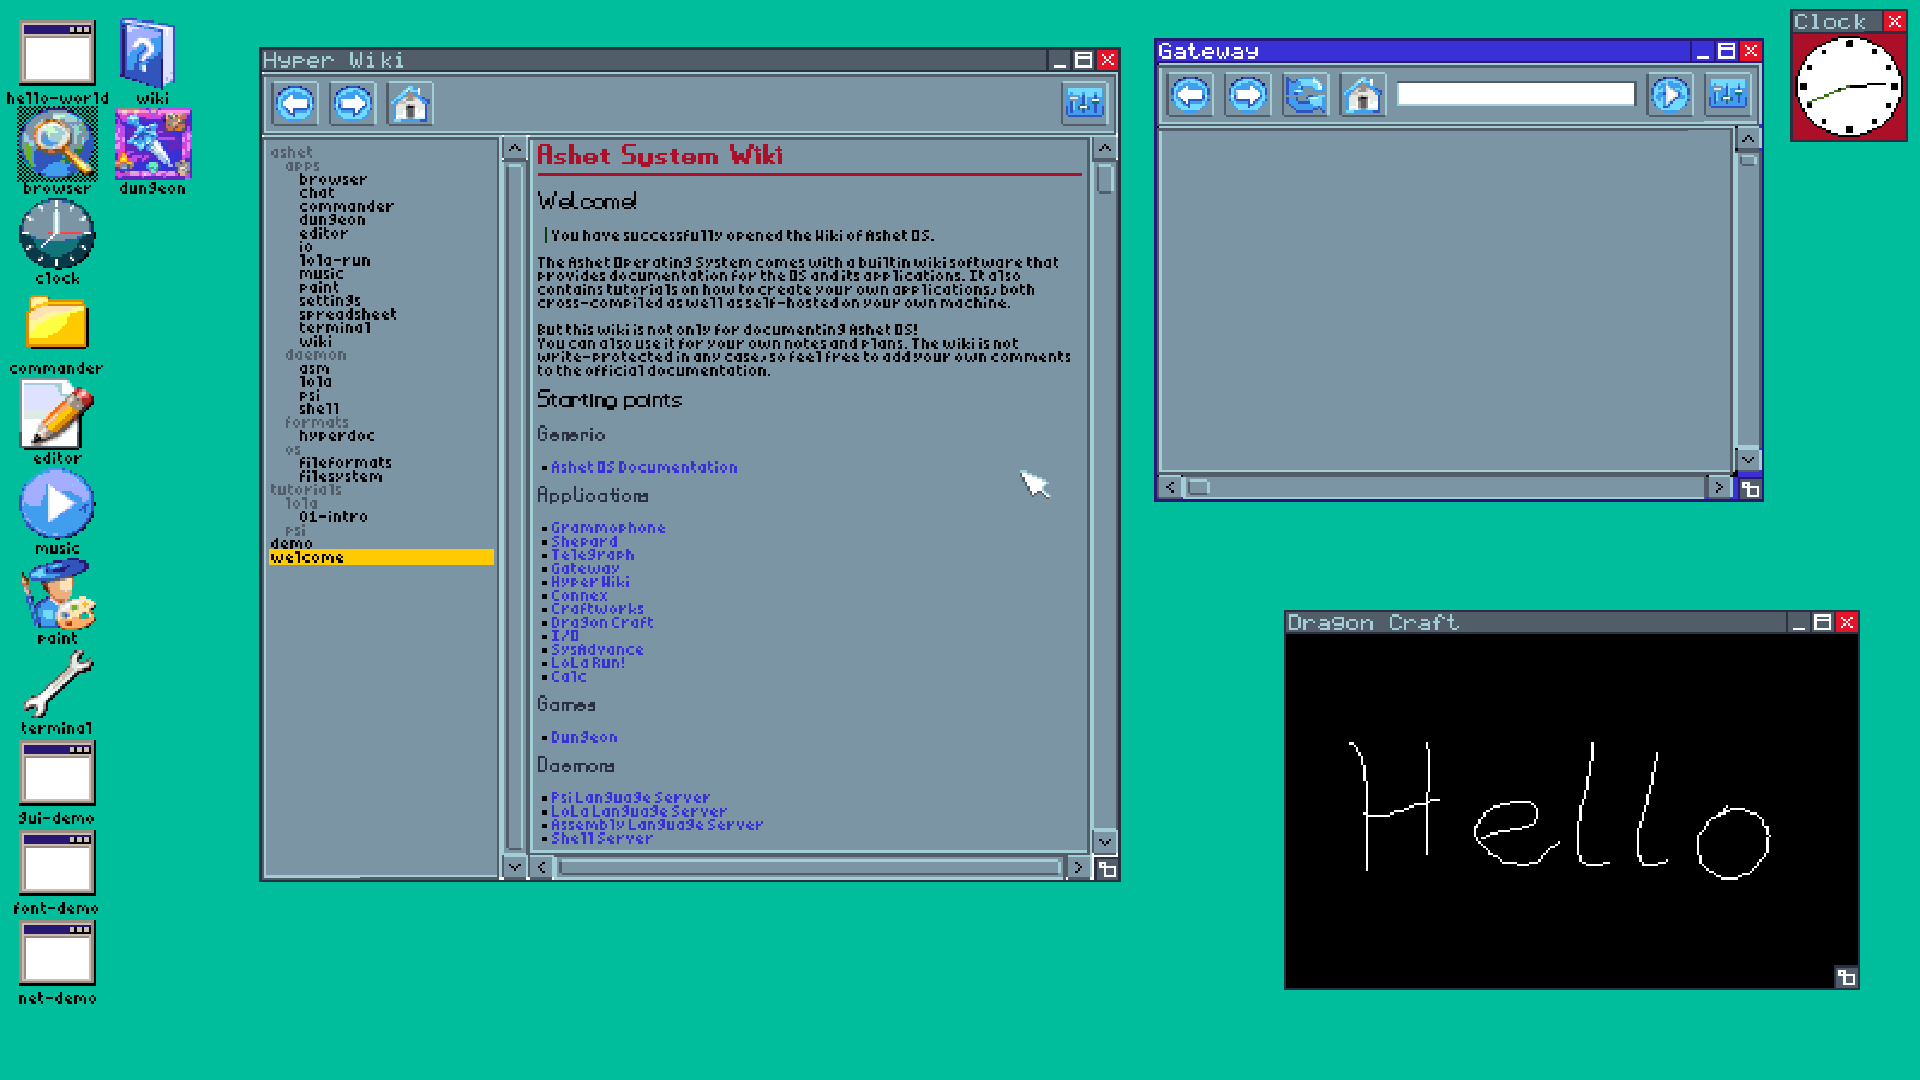 hello-world
wiki
browser
dungeon
clock
commander
editor
music
paint
terminal
gui-demo
font-demo
net-demo
Hyper Wiki
ashet
apps
browser
chat
commander
dungeon
editor
io
lola-run
music
paint
settings
spreadsheet
terminal
wiki
daemon
asm
lola
psi
shell
formats
hyperdoc
os
fileformats
filesystem
tutorials
lola
01-intro
psi
demo
welcome
Ashet System Wiki
Welcome!
You have successfully opened the Wiki of Ashet OS.
The Ashet Operating System comes with a builtin wiki software that
provides documentation for the OS and its applications. It also
contains tutorials on how to create your own applications, both
cross-compiled as well as self-hosted on your own machine.
But this wiki is not only for documenting Ashet OS!
You can also use it for your own notes and plans. The wiki is not
write-protected in any case, so feel free to add your own comments
to the official documentation.
Starting points
Generic
Ashet OS Documentation
Applications
Grammophone
Shepard
Telegraph
Gateway
Hyper Wiki
Connex
Craftworks
Dragon Craft
I/O
SysAdvance
LoLa Run!
Calc
Games
Dungeon
Daemons
Psi Language Server
LoLa Language Server
Assembly Language Server
Shell Server
Gateway
Clock
Dragon Craft
Hello